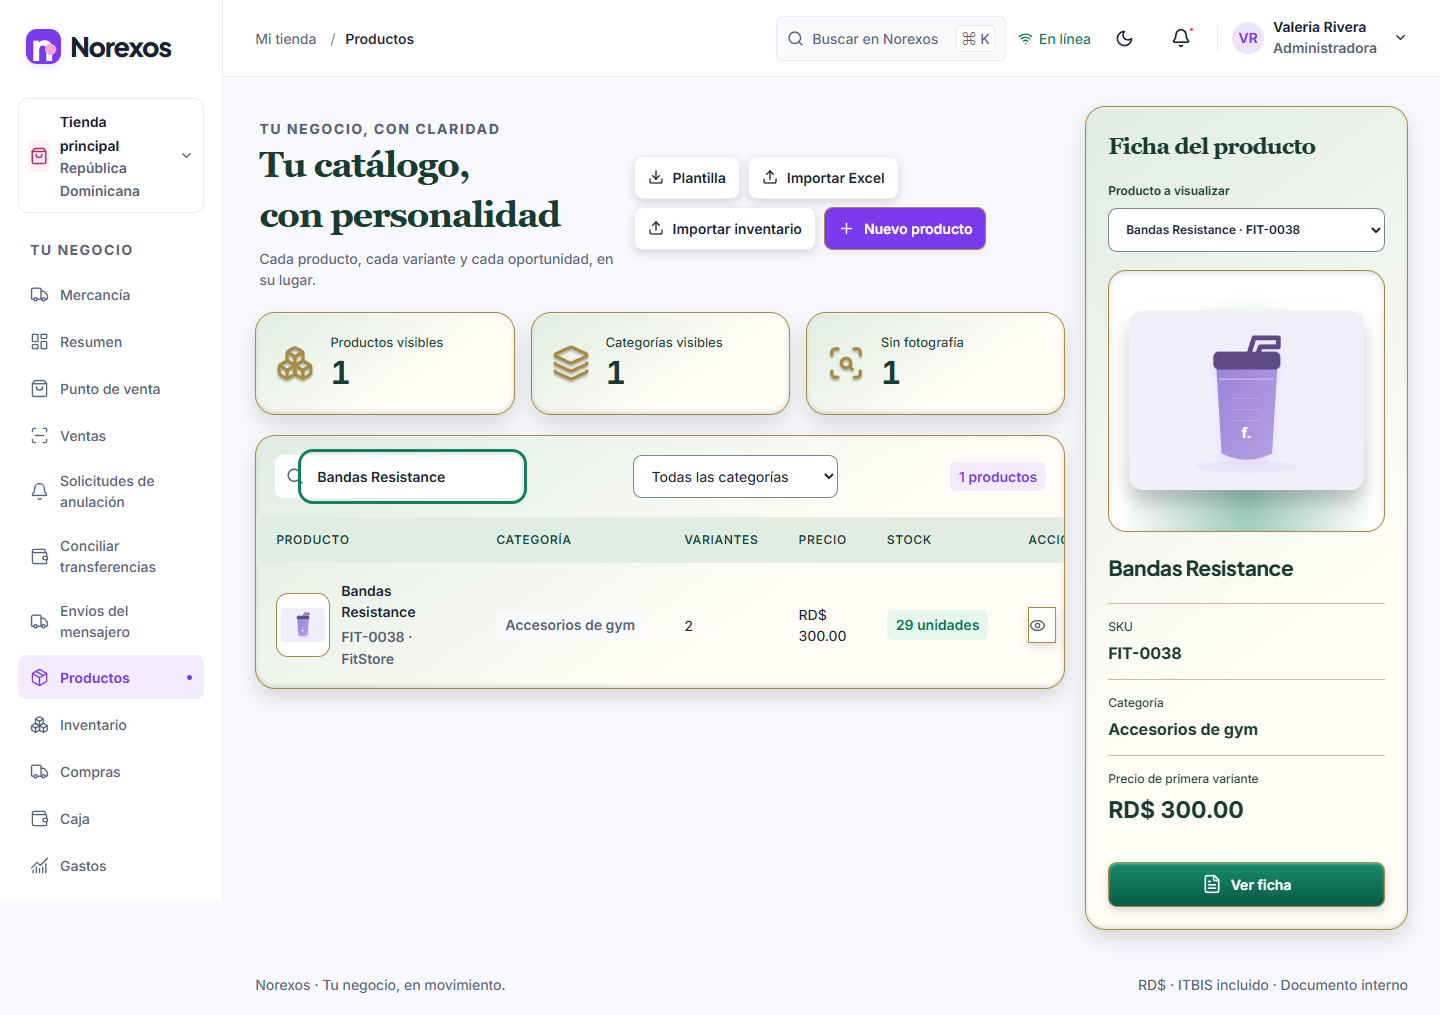 Norexos
Mi tienda / Productos
Buscar en Norexos ⌘ K
En línea
VR
Valeria Rivera
Administradora
Tienda
principal
República
Dominicana
TU NEGOCIO
Mercancía
Resumen
Punto de venta
Ventas
Solicitudes de
anulación
Conciliar
transferencias
Envíos del
mensajero
Productos
Inventario
Compras
Caja
Gastos
TU NEGOCIO, CON CLARIDAD
Tu catálogo,
con personalidad
Cada producto, cada variante y cada oportunidad, en
su lugar.
Plantilla
Importar Excel
Importar inventario
Nuevo producto
Productos visibles
1
Categorías visibles
1
Sin fotografía
1
Bandas Resistance
Todas las categorías
1 productos
PRODUCTO CATEGORÍA VARIANTES PRECIO STOCK
Bandas
Resistance
FIT-0038 ·
FitStore
Accesorios de gym
2
RD$
300.00
29 unidades
Ficha del producto
Producto a visualizar
Bandas Resistance · FIT-0038
f.
Bandas Resistance
SKU
FIT-0038
Categoría
Accesorios de gym
Precio de primera variante
RD$ 300.00
Ver ficha
Norexos · Tu negocio, en movimiento.
RD$ · ITBIS incluido · Documento interno